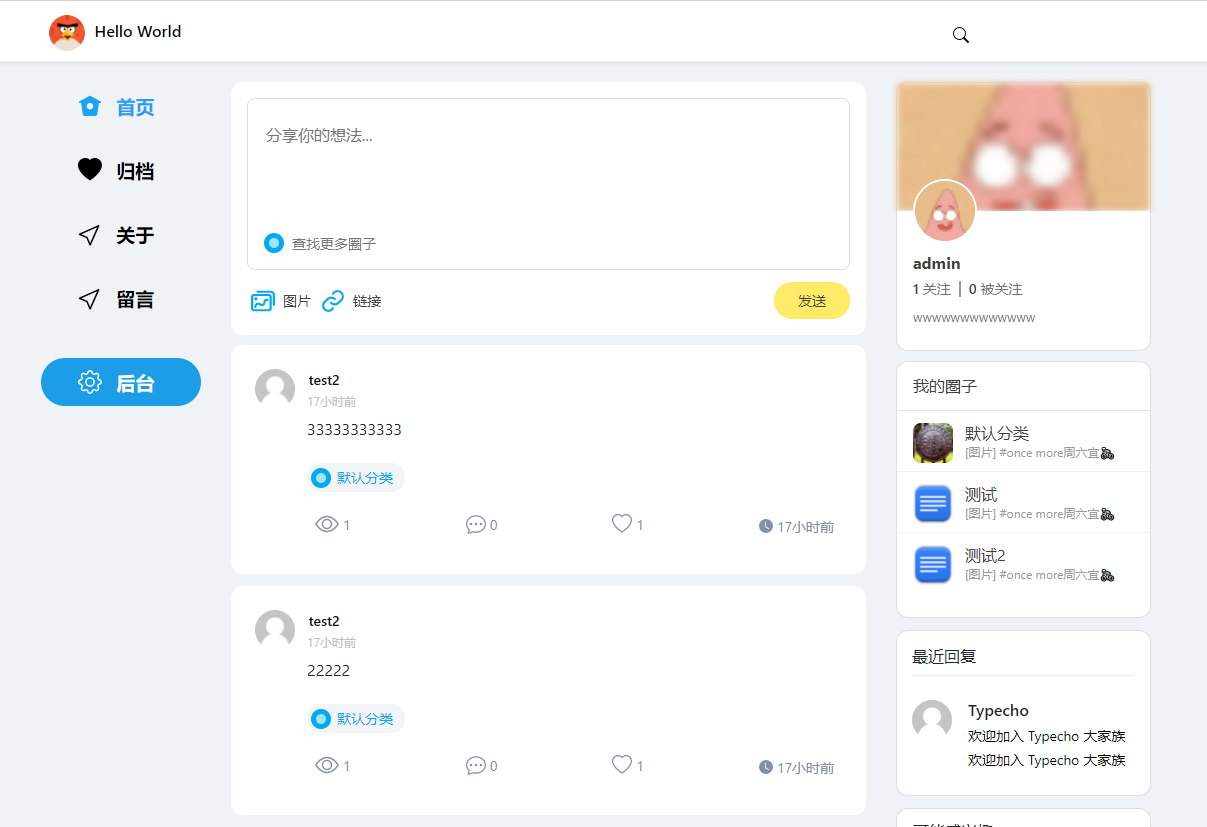 Hello World
首页
归档
关于
留言
后台
分享你的想法...
查找更多圈子
图片
链接
发送
test2
17小时前
33333333333
默认分类
1
0
1
17小时前
test2
17小时前
22222
默认分类
1
0
1
17小时前
admin
1 关注 | 0 被关注
wwwwwwwwwwwww
我的圈子
默认分类
[图片] #once more周六宜
测试
[图片] #once more周六宜
测试2
[图片] #once more周六宜
最近回复
Typecho
欢迎加入 Typecho 大家族
欢迎加入 Typecho 大家族